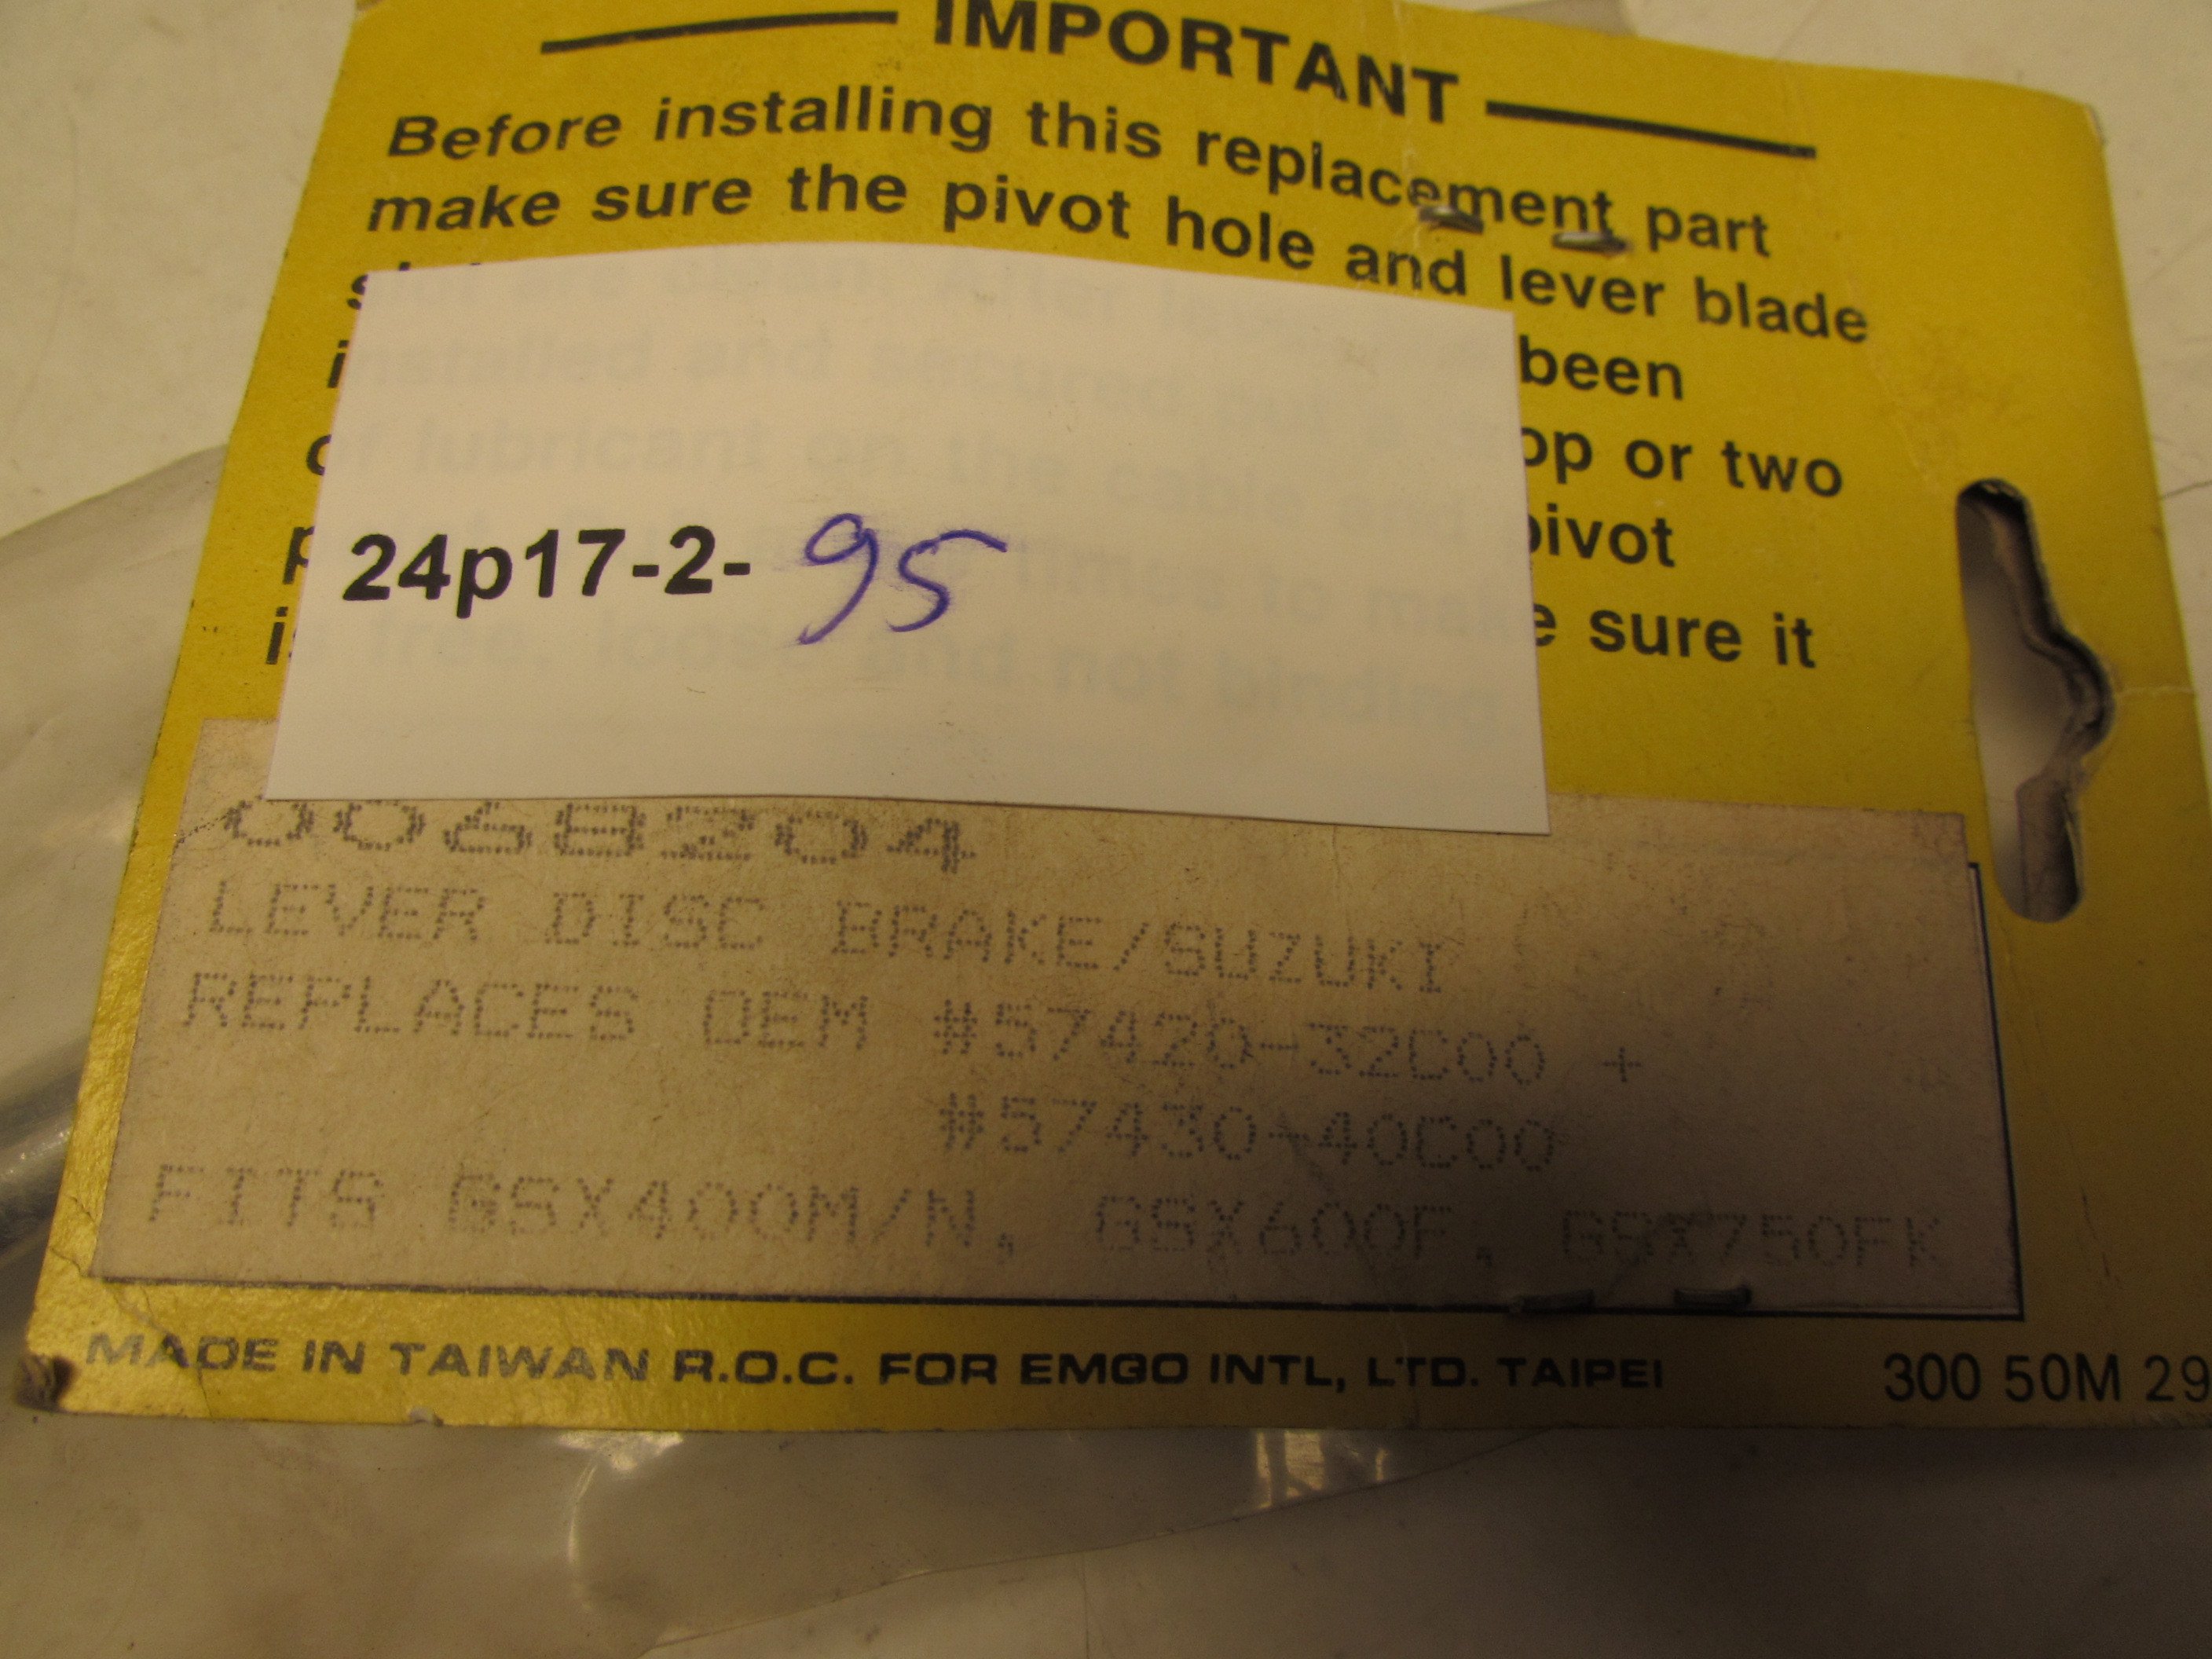 IMPORTANT
Before installing this replacement part
make sure the pivot hole and lever blade
been
or two
pivot
sure it
24p17-2-95
0068204
LEVER DISC BRAKE/SUZUKI
REPLACES OEM #57420-32C00 +
#57430-40C00
FITS GSX400M/N, GSX600F, GSX750FK
MADE IN TAIWAN R.O.C. FOR EMGO INTL, LTD. TAIPEI
300 50M 29